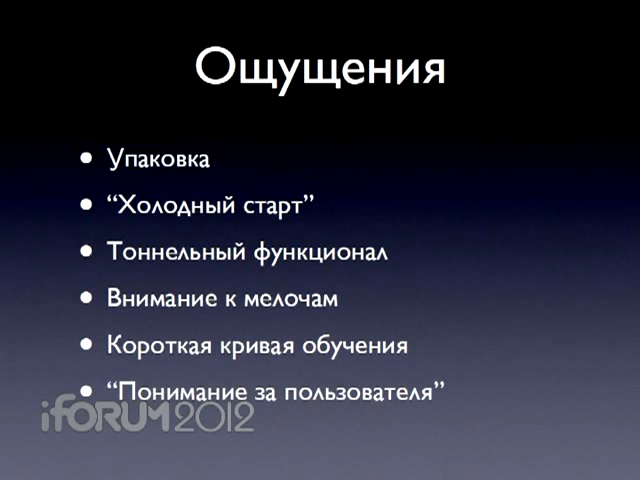 Ощущения
• Упаковка
• “Холодный старт”
• Тоннельный функционал
• Внимание к мелочам
• Короткая кривая обучения
• “Понимание за пользователя”
iFORUM2012